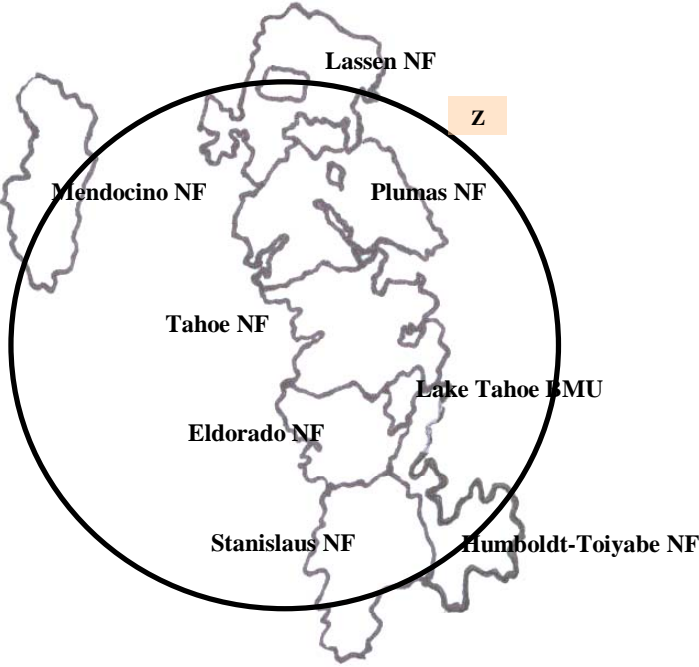 Lassen NF
Z
Mendocino NF
Plumas NF
Tahoe NF
Lake Tahoe BMU
Eldorado NF
Stanislaus NF
Humboldt-Toiyabe NF